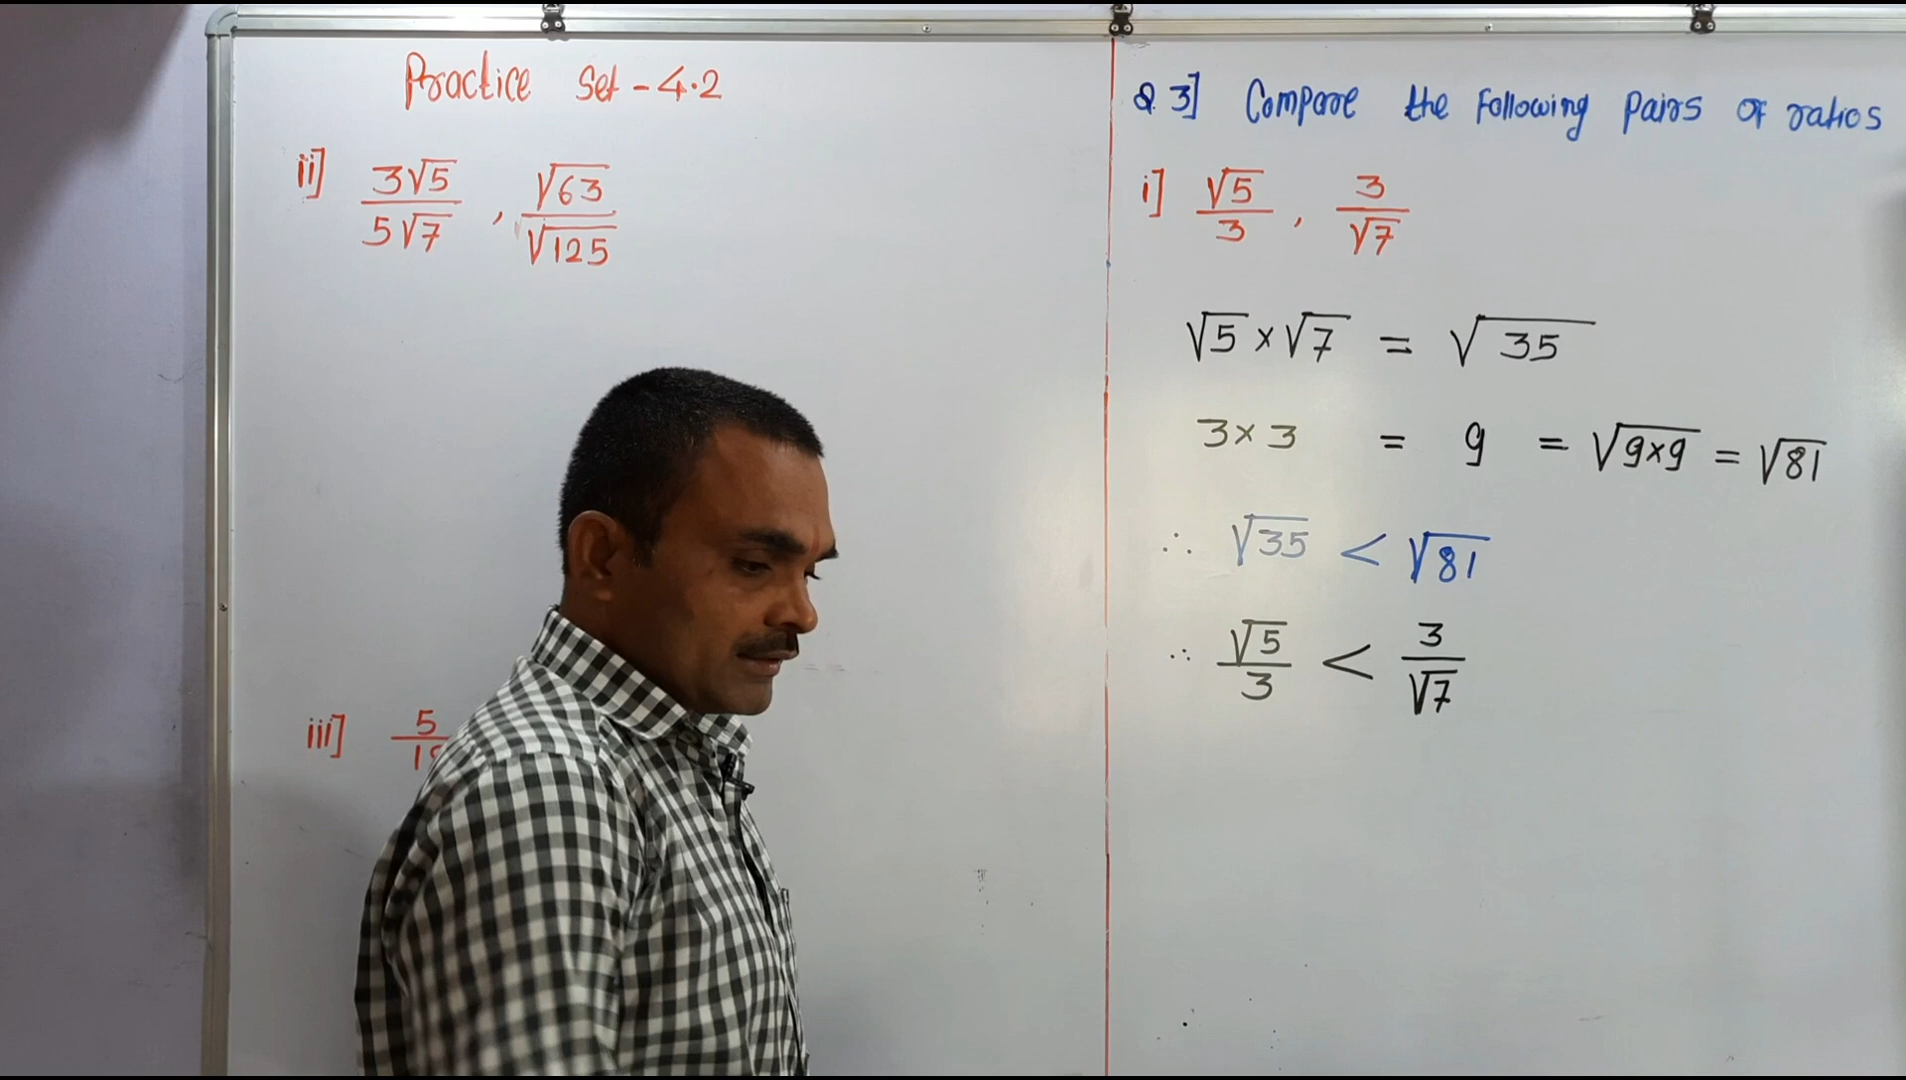 Practice Set - 4.2
ii] 3√5 / 5√7 , √63 / √125
iii] 5
Q.3] Compare the following pairs of ratios
i] √5 / 3 , 3 / √7
√5 × √7 = √35
3 × 3 = 9 = √9×9 = √81
∴ √35 < √81
∴ √5 / 3 < 3 / √7